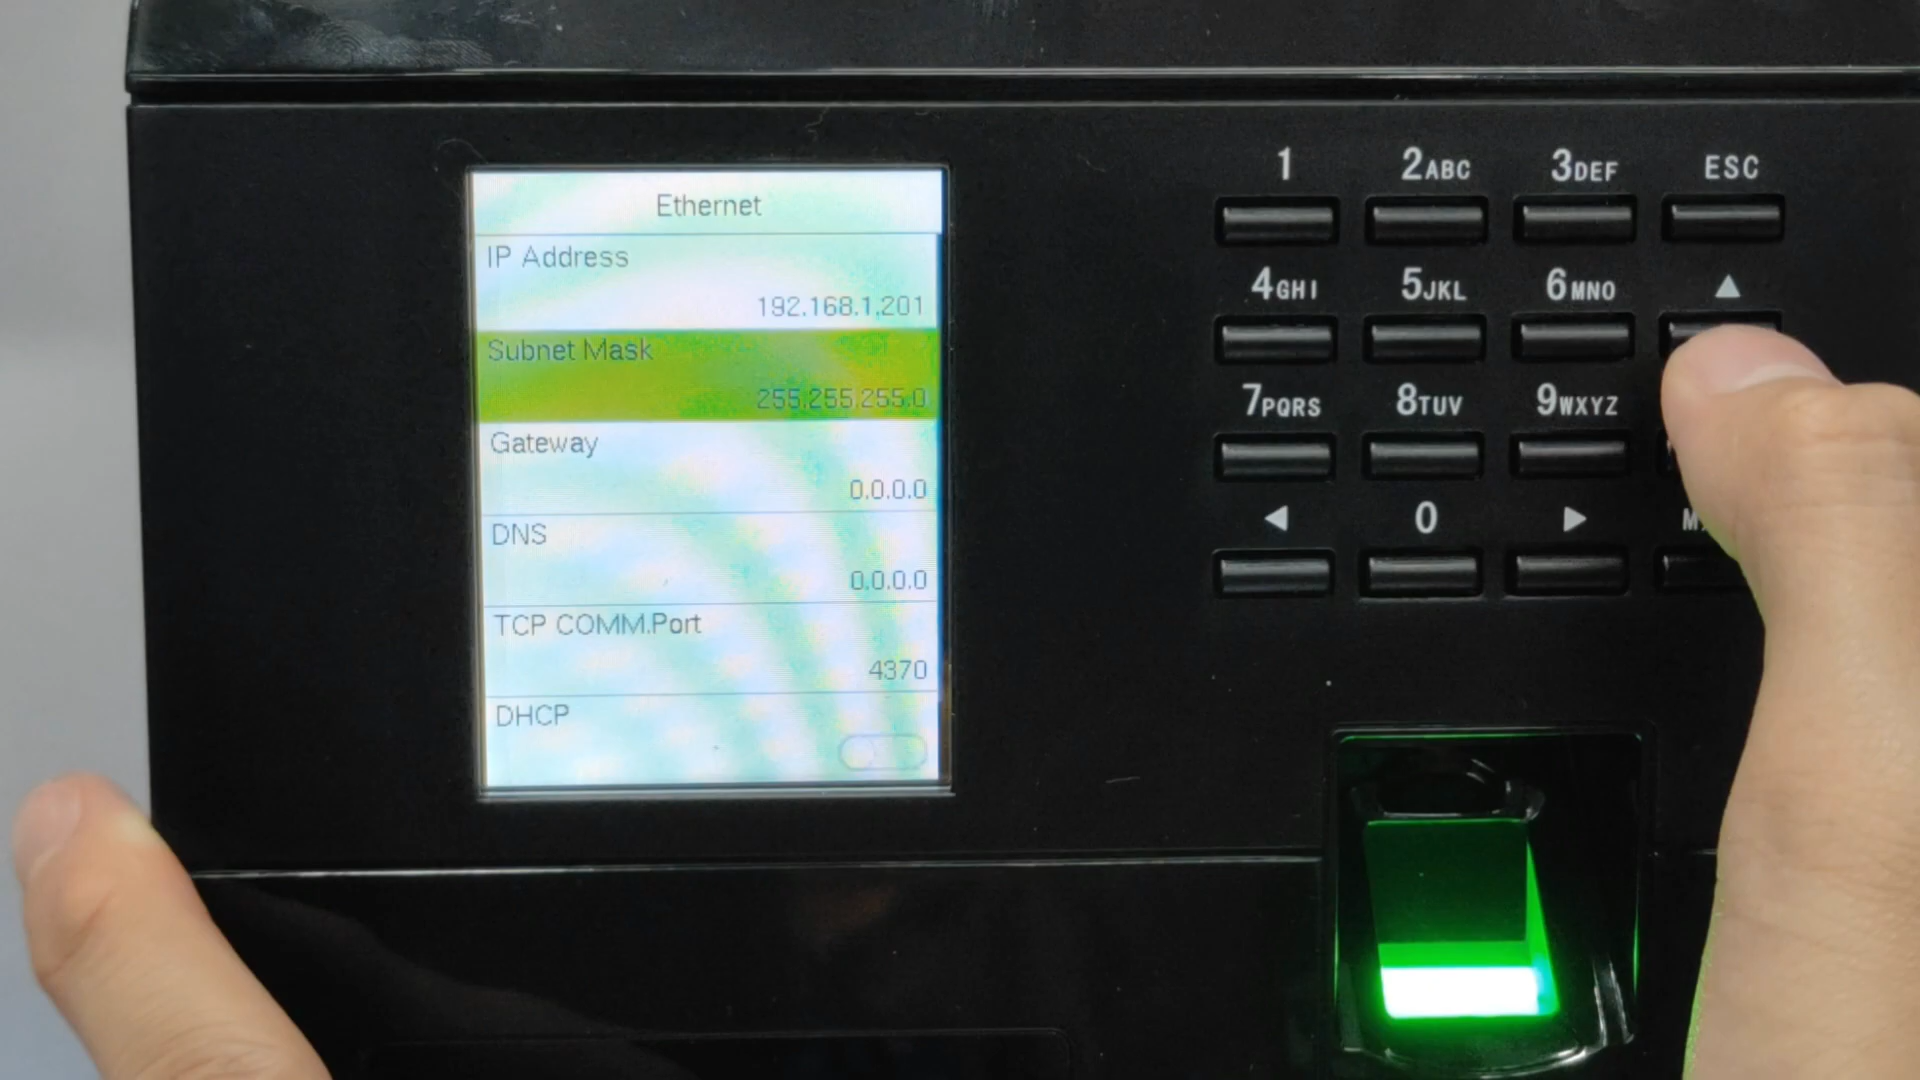 Ethernet
IP Address
192.168.1.201
Subnet Mask
255.255.255.0
Gateway
0.0.0.0
DNS
0.0.0.0
TCP COMM.Port
4370
DHCP
1 2ABC 3DEF ESC
4GHI 5JKL 6MNO ▲
7PQRS 8TUV 9WXYZ
◀ 0 ▶